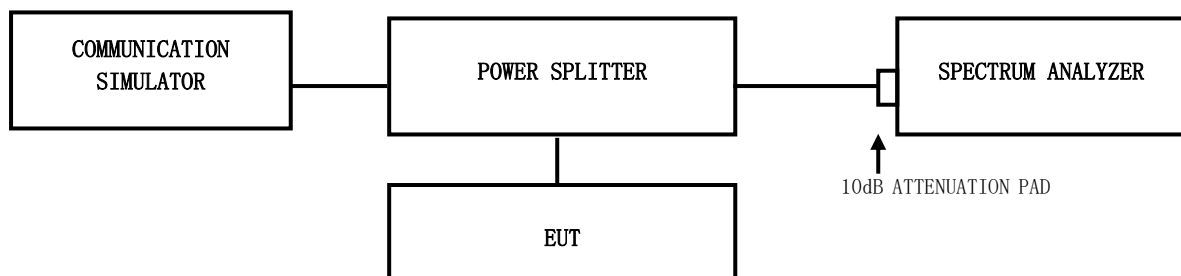 COMMUNICATION
SIMULATOR
POWER SPLITTER
SPECTRUM ANALYZER
10dB ATTENUATION PAD
EUT